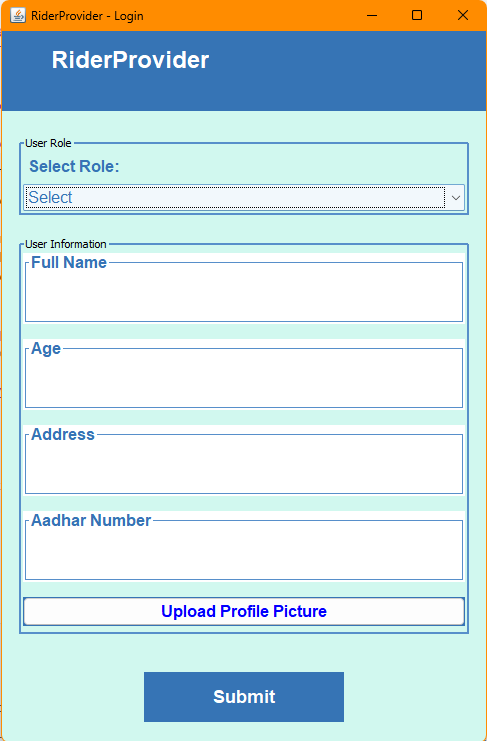 RiderProvider - Login
RiderProvider
User Role
Select Role:
Select
User Information
Full Name
Age
Address
Aadhar Number
Upload Profile Picture
Submit